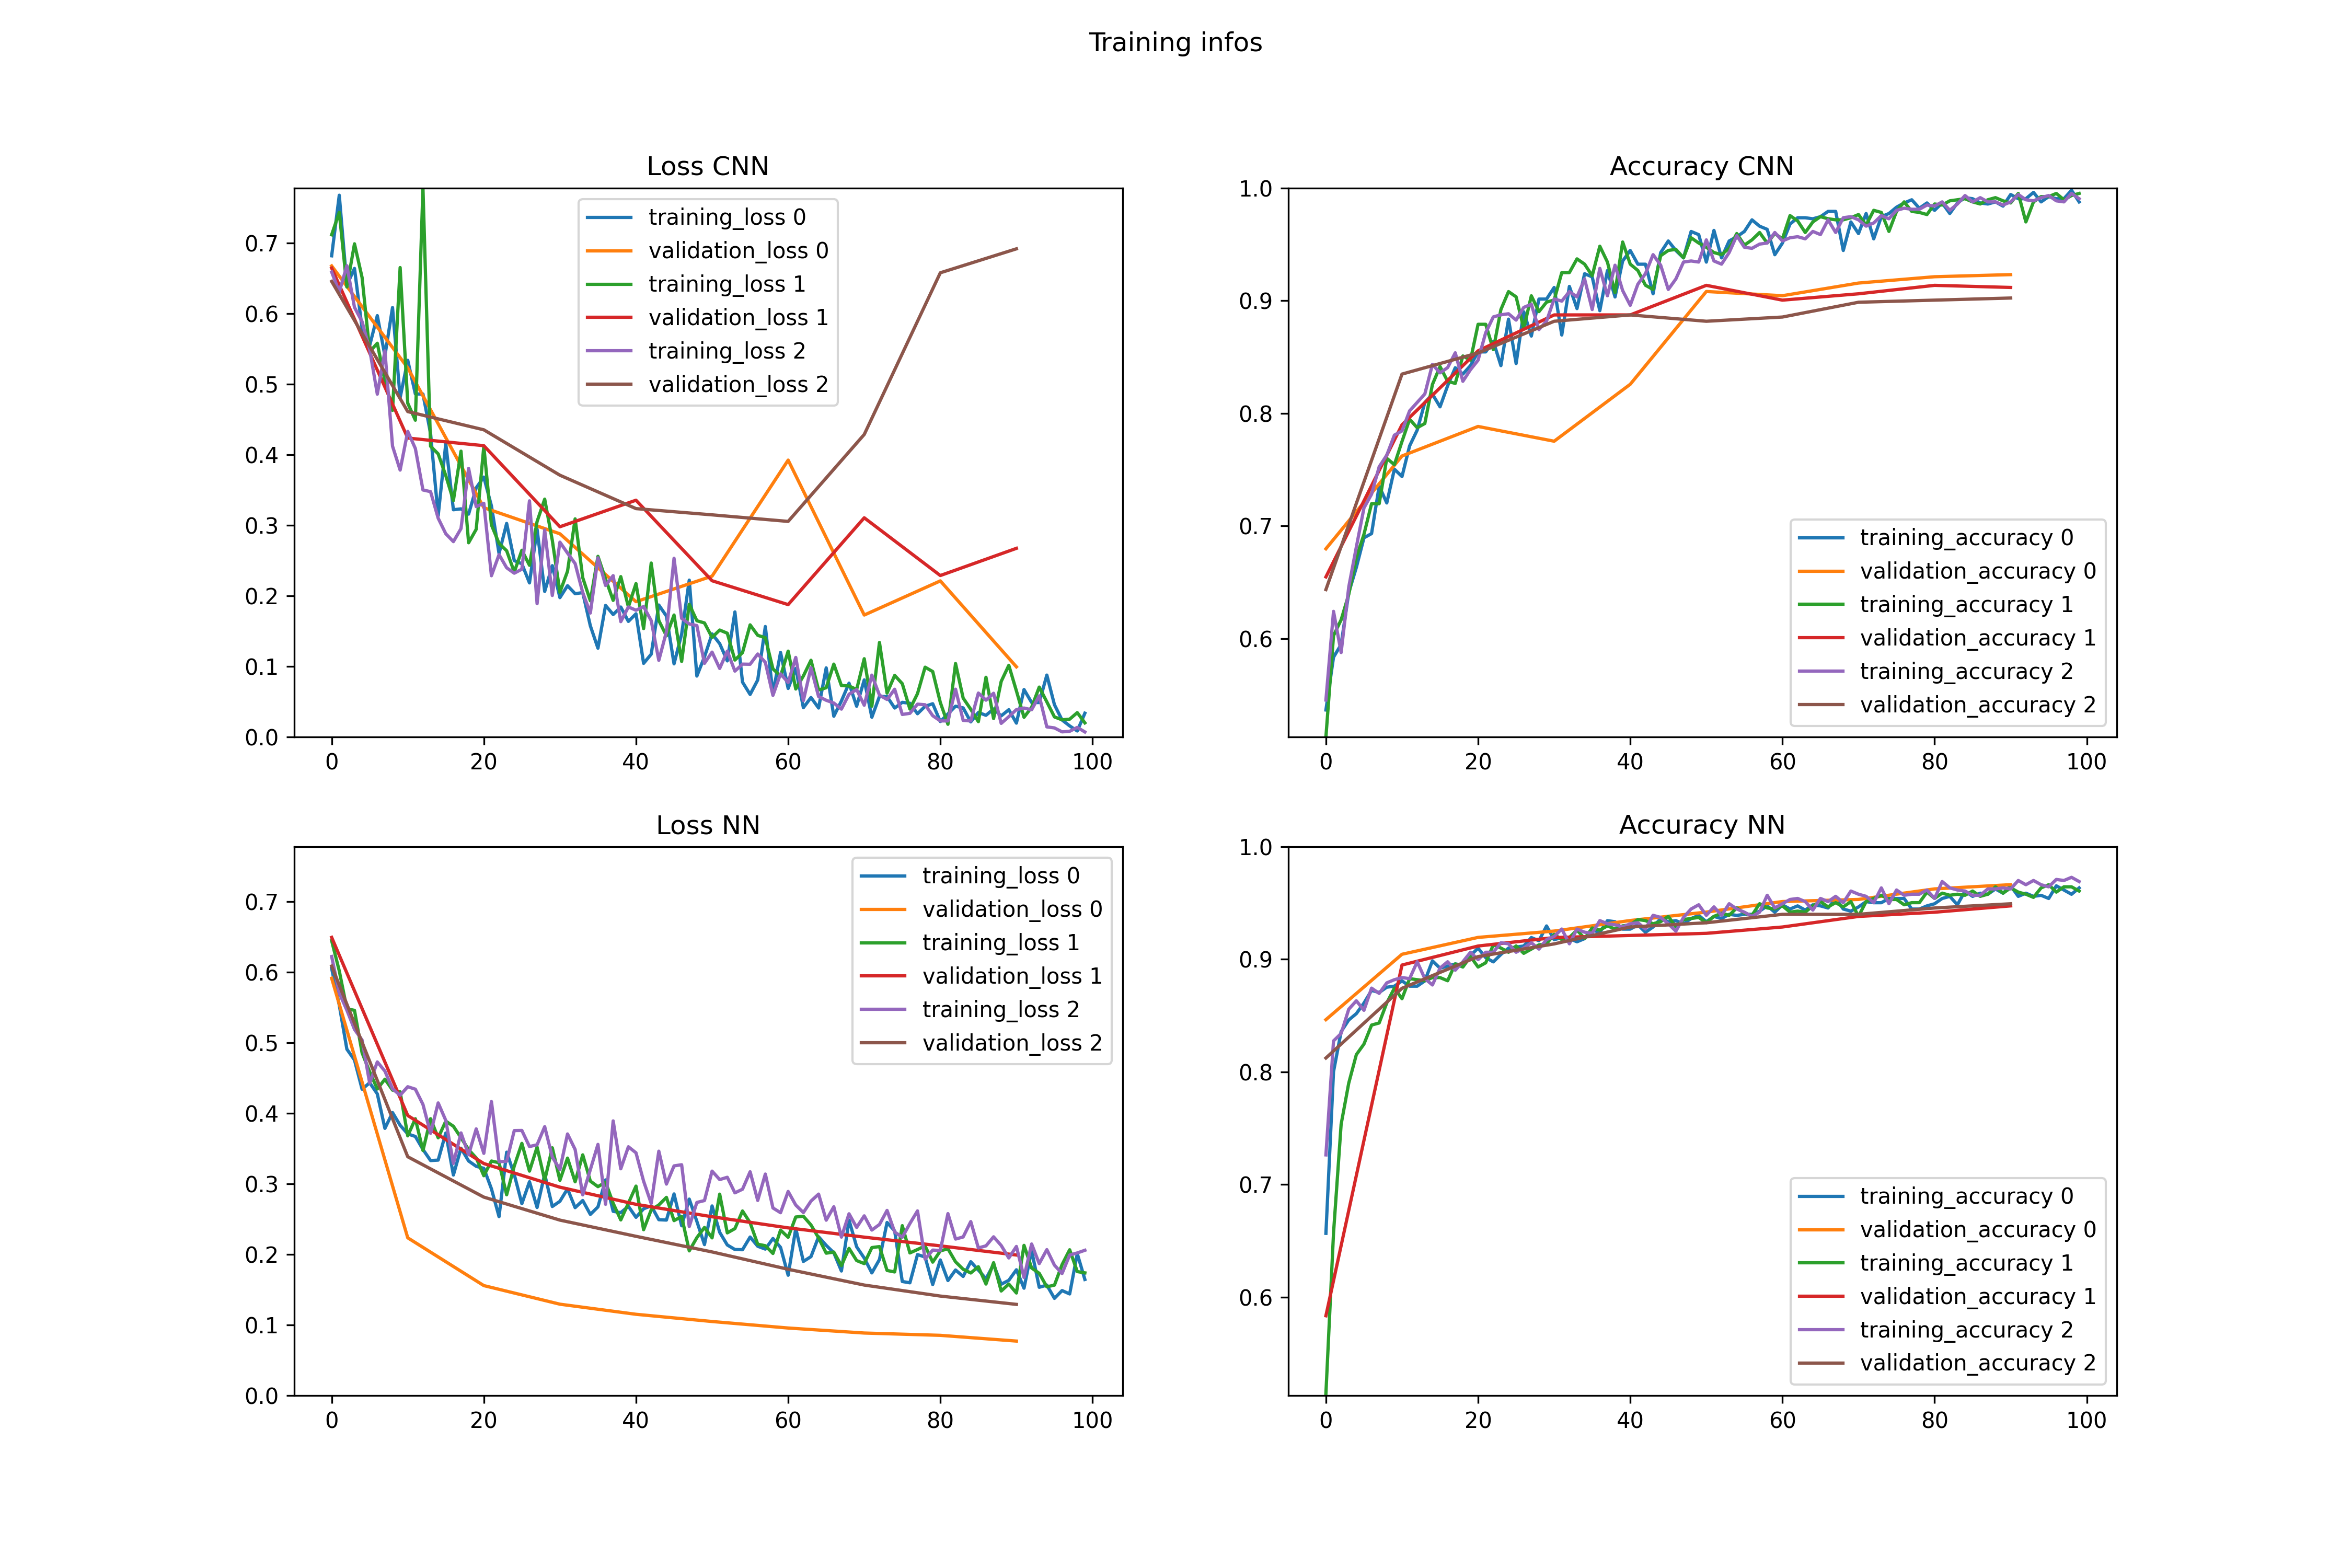 Training infos
Loss CNN
training_loss 0
validation_loss 0
training_loss 1
validation_loss 1
training_loss 2
validation_loss 2
0.7
0.6
0.5
0.4
0.3
0.2
0.1
0.0
0 20 40 60 80 100
Accuracy CNN
1.0
0.9
0.8
0.7
0.6
training_accuracy 0
validation_accuracy 0
training_accuracy 1
validation_accuracy 1
training_accuracy 2
validation_accuracy 2
0 20 40 60 80 100
Loss NN
training_loss 0
validation_loss 0
training_loss 1
validation_loss 1
training_loss 2
validation_loss 2
0.7
0.6
0.5
0.4
0.3
0.2
0.1
0.0
0 20 40 60 80 100
Accuracy NN
1.0
0.9
0.8
0.7
0.6
training_accuracy 0
validation_accuracy 0
training_accuracy 1
validation_accuracy 1
training_accuracy 2
validation_accuracy 2
0 20 40 60 80 100